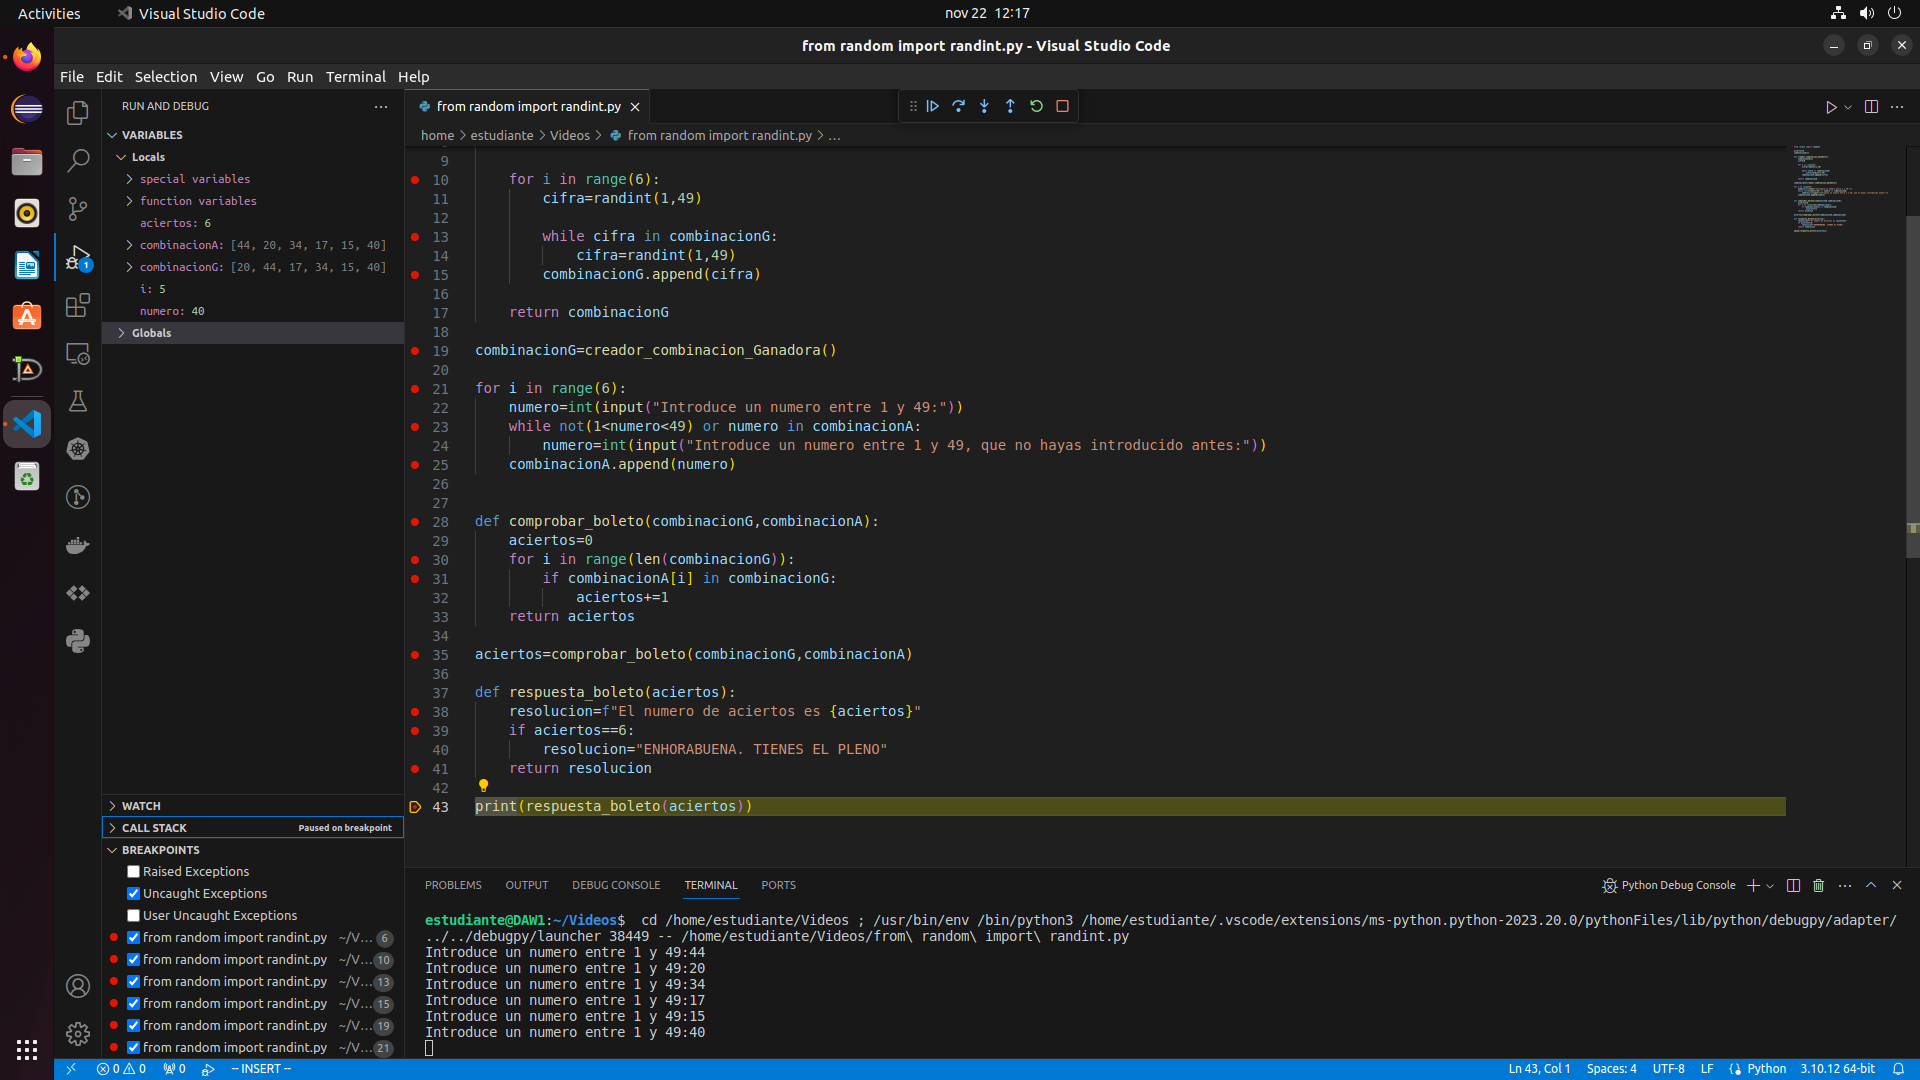 Activities
Visual Studio Code
nov 22 12:17
from random import randint.py - Visual Studio Code
File Edit Selection View Go Run Terminal Help
RUN AND DEBUG
VARIABLES
Locals
special variables
function variables
aciertos: 6
combinacionA: [44, 20, 34, 17, 15, 40]
combinacionG: [20, 44, 17, 34, 15, 40]
i: 5
numero: 40
Globals
WATCH
CALL STACK Paused on breakpoint
BREAKPOINTS
Raised Exceptions
Uncaught Exceptions
User Uncaught Exceptions
from random import randint.py ~/V... 6
from random import randint.py ~/V... 10
from random import randint.py ~/V... 13
from random import randint.py ~/V... 15
from random import randint.py ~/V... 19
from random import randint.py ~/V... 21
from random import randint.py
home > estudiante > Videos > from random import randint.py > ...
9
10 for i in range(6):
11 cifra=randint(1,49)
12
13 while cifra in combinacionG:
14 cifra=randint(1,49)
15 combinacionG.append(cifra)
16
17 return combinacionG
18
19 combinacionG=creador_combinacion_Ganadora()
20
21 for i in range(6):
22 numero=int(input("Introduce un numero entre 1 y 49:"))
23 while not(1<numero<49) or numero in combinacionA:
24 numero=int(input("Introduce un numero entre 1 y 49, que no hayas introducido antes:"))
25 combinacionA.append(numero)
26
27
28 def comprobar_boleto(combinacionG,combinacionA):
29 aciertos=0
30 for i in range(len(combinacionG)):
31 if combinacionA[i] in combinacionG:
32 aciertos+=1
33 return aciertos
34
35 aciertos=comprobar_boleto(combinacionG,combinacionA)
36
37 def respuesta_boleto(aciertos):
38 resolucion=f"El numero de aciertos es {aciertos}"
39 if aciertos==6:
40 resolucion="ENHORABUENA. TIENES EL PLENO"
41 return resolucion
42
43 print(respuesta_boleto(aciertos))
PROBLEMS OUTPUT DEBUG CONSOLE TERMINAL PORTS
Python Debug Console
estudiante@DAW1:~/Videos$ cd /home/estudiante/Videos ; /usr/bin/env /bin/python3 /home/estudiante/.vscode/extensions/ms-python.python-2023.20.0/pythonFiles/lib/python/debugpy/adapter/
../../debugpy/launcher 38449 -- /home/estudiante/Videos/from\ random\ import\ randint.py
Introduce un numero entre 1 y 49:44
Introduce un numero entre 1 y 49:20
Introduce un numero entre 1 y 49:34
Introduce un numero entre 1 y 49:17
Introduce un numero entre 1 y 49:15
Introduce un numero entre 1 y 49:40
0 0 0 -- INSERT --
Ln 43, Col 1 Spaces: 4 UTF-8 LF Python 3.10.12 64-bit